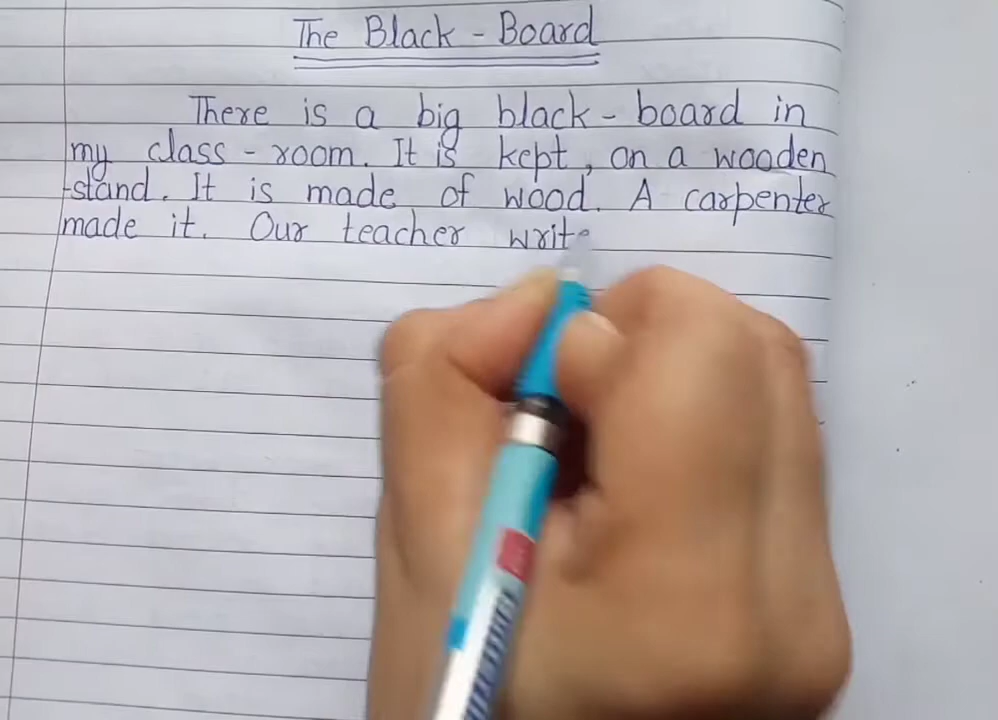 The Black - Board
There is a big black - board in
my class - room. It is kept, on a wooden
stand. It is made of wood. A carpenter
made it. Our teacher write